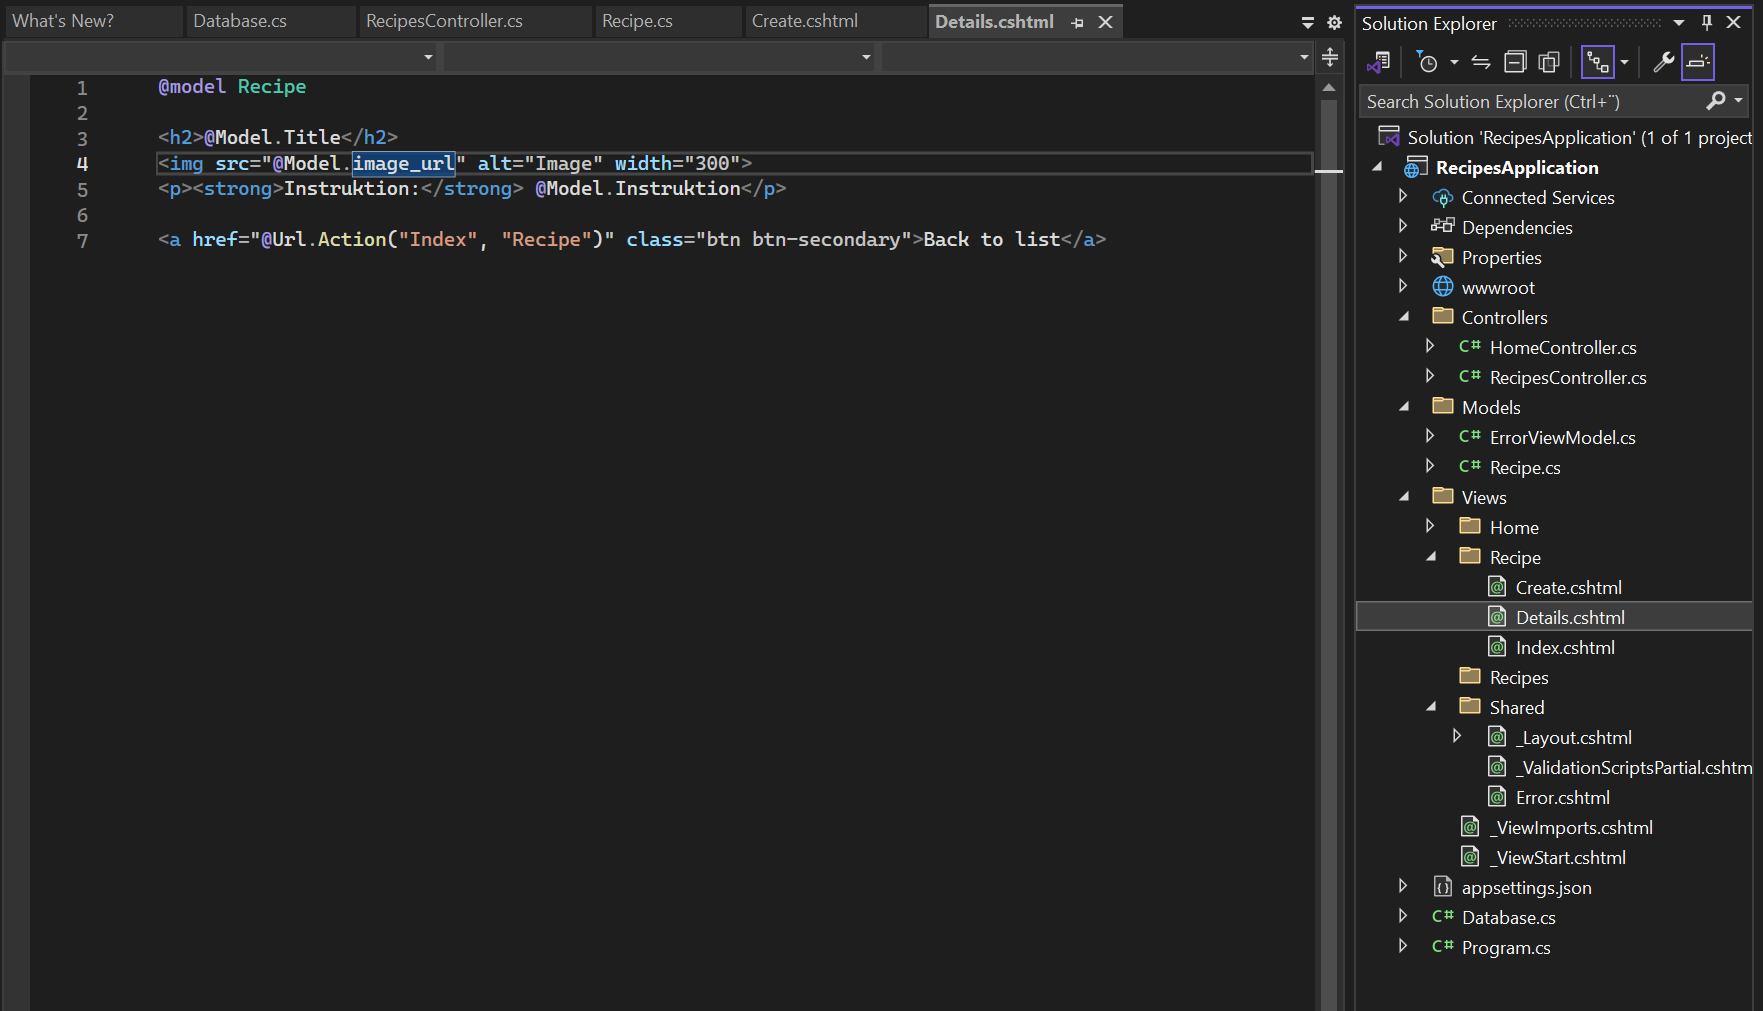 What's New?
Database.cs
RecipesController.cs
Recipe.cs
Create.cshtml
Details.cshtml
1 @model Recipe
2
3 <h2>@Model.Title</h2>
4 <img src="@Model.image_url" alt="Image" width="300">
5 <p><strong>Instruktion:</strong> @Model.Instruktion</p>
6
7 <a href="@Url.Action("Index", "Recipe")" class="btn btn-secondary">Back to list</a>
Solution Explorer
Search Solution Explorer (Ctrl+¨)
Solution 'RecipesApplication' (1 of 1 project
RecipesApplication
Connected Services
Dependencies
Properties
wwwroot
Controllers
C# HomeController.cs
C# RecipesController.cs
Models
C# ErrorViewModel.cs
C# Recipe.cs
Views
Home
Recipe
Create.cshtml
Details.cshtml
Index.cshtml
Recipes
Shared
_Layout.cshtml
_ValidationScriptsPartial.cshtm
Error.cshtml
_ViewImports.cshtml
_ViewStart.cshtml
appsettings.json
C# Database.cs
C# Program.cs